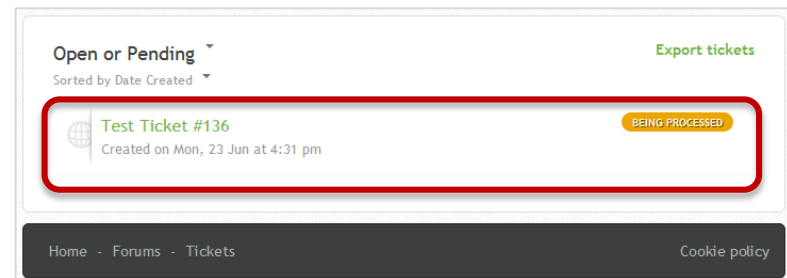 Open or Pending
Export tickets
Sorted by Date Created
Test Ticket #136
BEING PROCESSED
Created on Mon, 23 Jun at 4:31 pm
Home - Forums - Tickets
Cookie policy